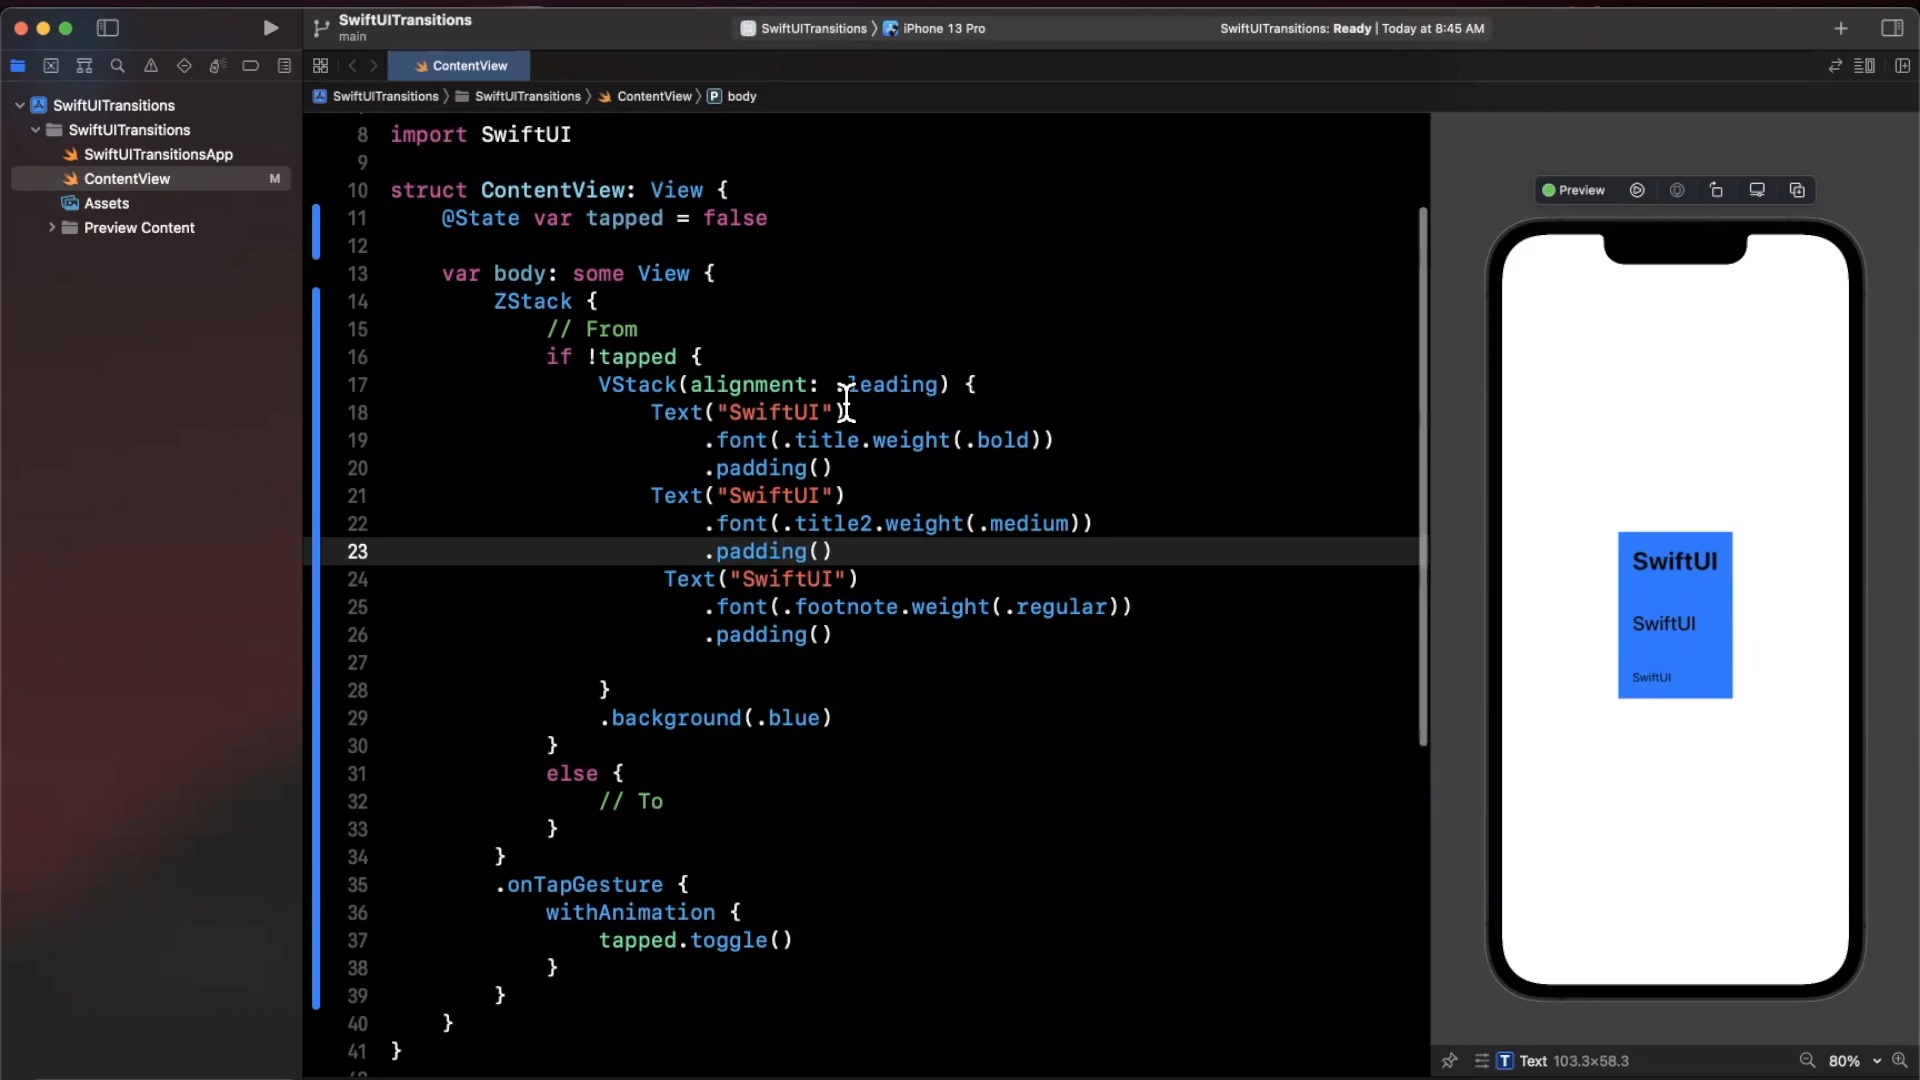 SwiftUITransitions
main
SwiftUITransitions 〉 iPhone 13 Pro
SwiftUITransitions: Ready | Today at 8:45 AM
ContentView
SwiftUITransitions 〉 SwiftUITransitions 〉 ContentView 〉 P body
SwiftUITransitions
SwiftUITransitions
SwiftUITransitionsApp
ContentView M
Assets
Preview Content
8 import SwiftUI
9
10 struct ContentView: View {
11 @State var tapped = false
12
13 var body: some View {
14 ZStack {
15 // From
16 if !tapped {
17 VStack(alignment: .leading) {
18 Text("SwiftUI")
19 .font(.title.weight(.bold))
20 .padding()
21 Text("SwiftUI")
22 .font(.title2.weight(.medium))
23 .padding()
24 Text("SwiftUI")
25 .font(.footnote.weight(.regular))
26 .padding()
27
28 }
29 .background(.blue)
30 }
31 else {
32 // To
33 }
34 }
35 .onTapGesture {
36 withAnimation {
37 tapped.toggle()
38 }
39 }
40 }
41 }
Preview
SwiftUI
SwiftUI
SwiftUI
T Text 103.3×58.3
80%